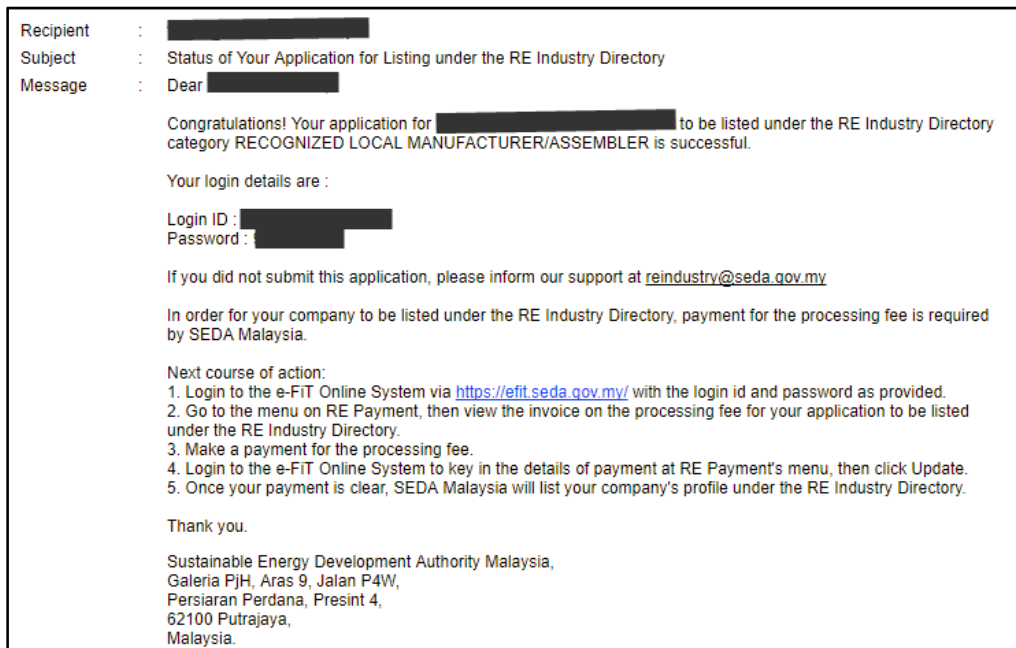 Recipient :
Subject : Status of Your Application for Listing under the RE Industry Directory
Message : Dear
Congratulations! Your application for to be listed under the RE Industry Directory
category RECOGNIZED LOCAL MANUFACTURER/ASSEMBLER is successful.
Your login details are :
Login ID :
Password :
If you did not submit this application, please inform our support at reindustry@seda.gov.my
In order for your company to be listed under the RE Industry Directory, payment for the processing fee is required
by SEDA Malaysia.
Next course of action:
1. Login to the e-FiT Online System via https://efit.seda.gov.my/ with the login id and password as provided.
2. Go to the menu on RE Payment, then view the invoice on the processing fee for your application to be listed
under the RE Industry Directory.
3. Make a payment for the processing fee.
4. Login to the e-FiT Online System to key in the details of payment at RE Payment's menu, then click Update.
5. Once your payment is clear, SEDA Malaysia will list your company's profile under the RE Industry Directory.
Thank you.
Sustainable Energy Development Authority Malaysia,
Galeria PjH, Aras 9, Jalan P4W,
Persiaran Perdana, Presint 4,
62100 Putrajaya,
Malaysia.